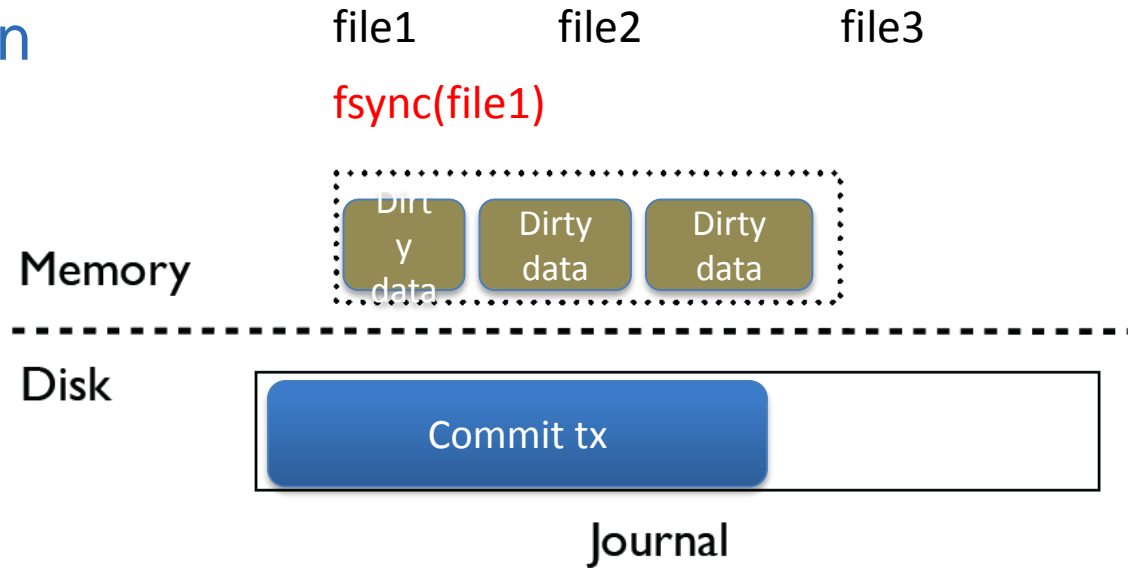 n
file1 file2 file3
fsync(file1)
Dirt
y
data
Dirty
data
Dirty
data
Memory
Disk
Commit tx
Journal